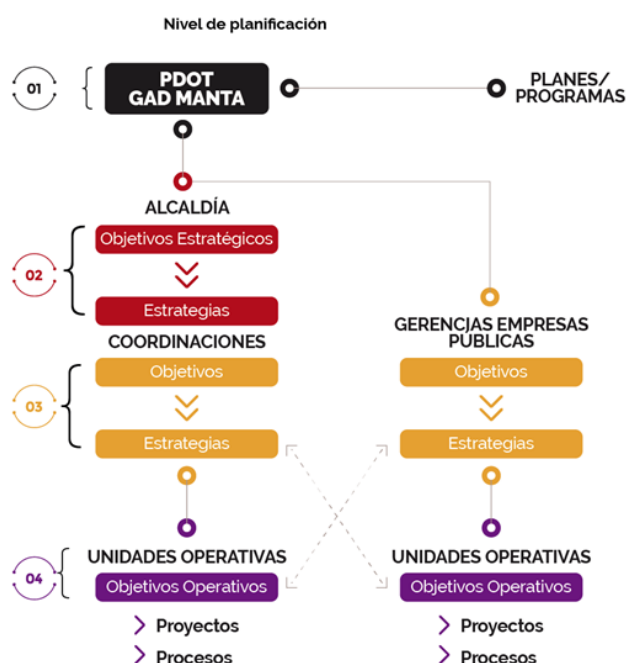 Nivel de planificación
01
PDOT
GAD MANTA
PLANES/
PROGRAMAS
ALCALDÍA
02
Objetivos Estratégicos
Estrategias
COORDINACIONES
GERENCJAS EMPRESAS
PÚBLICAS
03
Objetivos
Objetivos
Estrategias
Estrategias
04
UNIDADES OPERATIVAS
UNIDADES OPERATIVAS
Objetivos Operativos
Objetivos Operativos
Proyectos
Proyectos
Procesos
Procesos